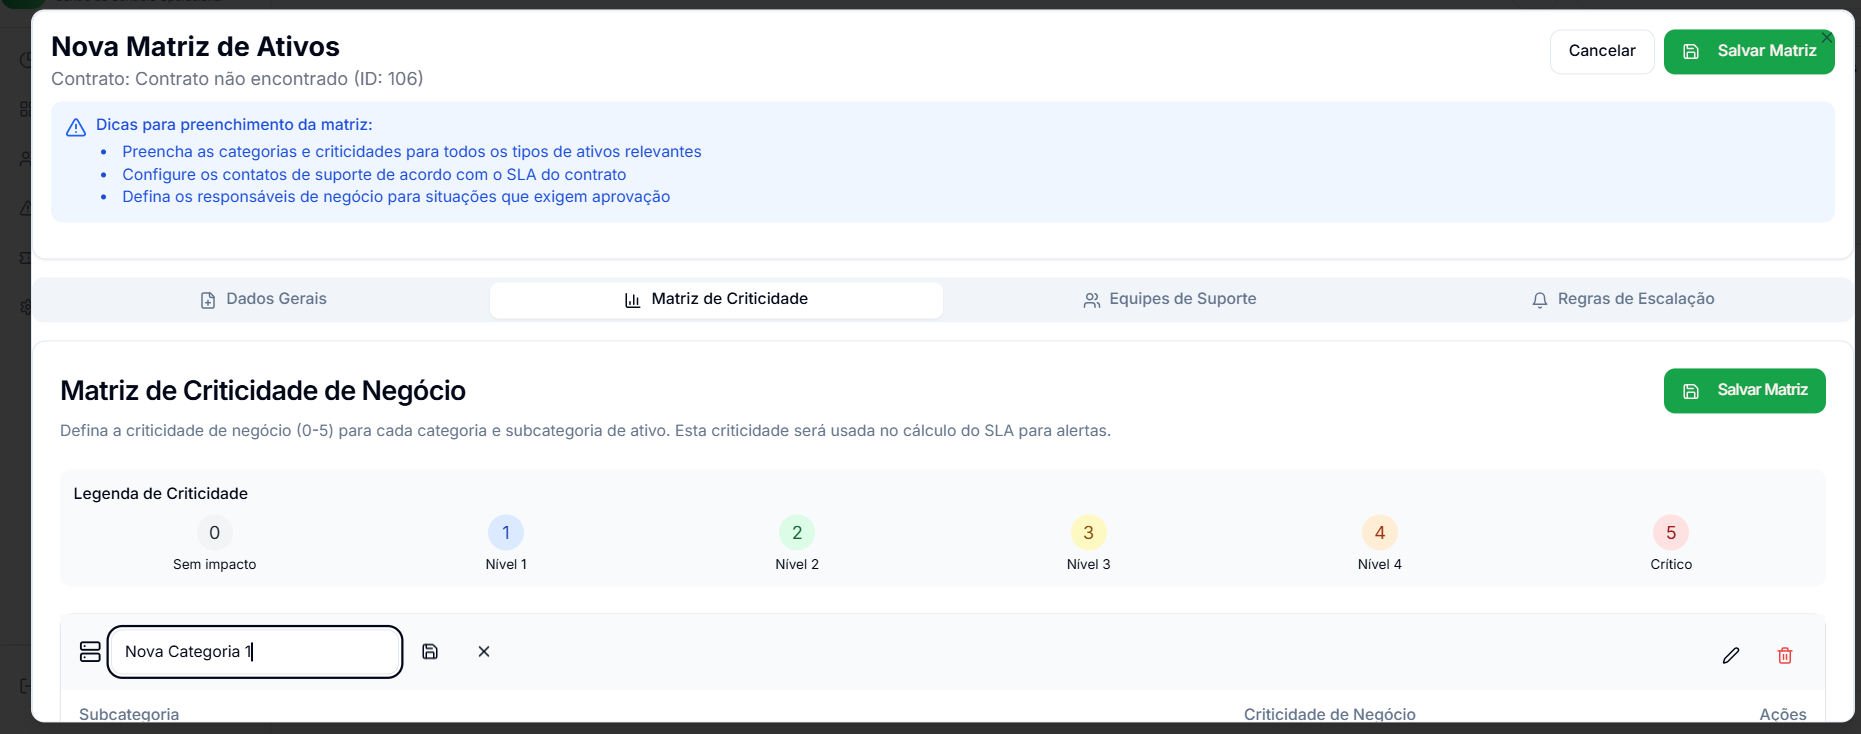 Nova Matriz de Ativos
Contrato: Contrato não encontrado (ID: 106)
Cancelar
Salvar Matriz
Dicas para preenchimento da matriz:
• Preencha as categorias e criticidades para todos os tipos de ativos relevantes
• Configure os contatos de suporte de acordo com o SLA do contrato
• Defina os responsáveis de negócio para situações que exigem aprovação
Dados Gerais
Matriz de Criticidade
Equipes de Suporte
Regras de Escalação
Matriz de Criticidade de Negócio
Salvar Matriz
Defina a criticidade de negócio (0-5) para cada categoria e subcategoria de ativo. Esta criticidade será usada no cálculo do SLA para alertas.
Legenda de Criticidade
0
Sem impacto
1
Nível 1
2
Nível 2
3
Nível 3
4
Nível 4
5
Crítico
Nova Categoria 1
Subcategoria
Criticidade de Negócio
Ações